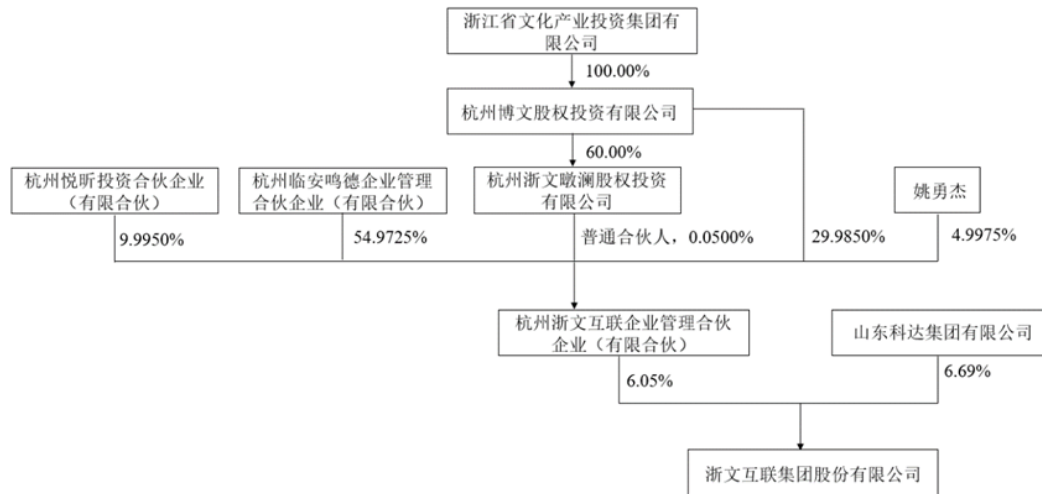 浙江省文化产业投资集团有
限公司
100.00%
杭州博文股权投资有限公司
60.00%
杭州悦昕投资合伙企业
（有限合伙）
杭州临安鸣德企业管理
合伙企业（有限合伙）
杭州浙文暾澜股权投资
有限公司
姚勇杰
9.9950%
54.9725%
普通合伙人，0.0500%
29.9850%
4.9975%
杭州浙文互联企业管理合伙
企业（有限合伙）
山东科达集团有限公司
6.05%
6.69%
浙文互联集团股份有限公司